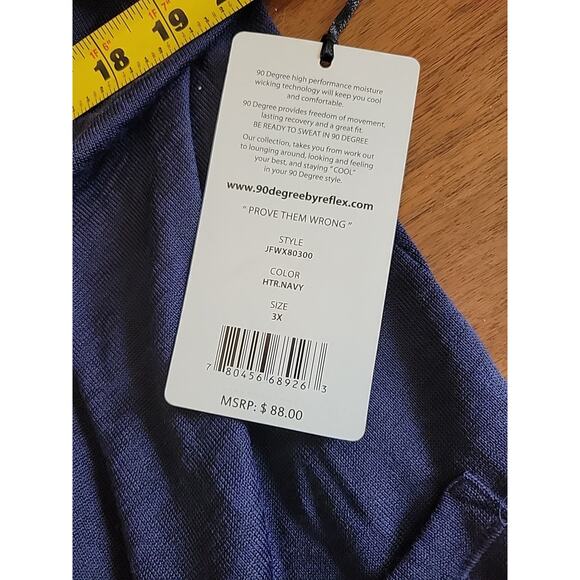 1F 6"
18
1F 7"
19
90 Degree high performance moisture
wicking technology will keep you cool
and comfortable.
90 Degree provides freedom of movement,
lasting recovery and a great fit.
BE READY TO SWEAT IN 90 DEGREE
Our collection, takes you from work out
to lounging around, looking and feeling
your best, and staying "COOL"
in your 90 Degree style.
www.90degreebyreflex.com
"PROVE THEM WRONG"
STYLE
JFWX80300
COLOR
HTR.NAVY
SIZE
3X
7 80456 68926 3
MSRP: $ 88.00